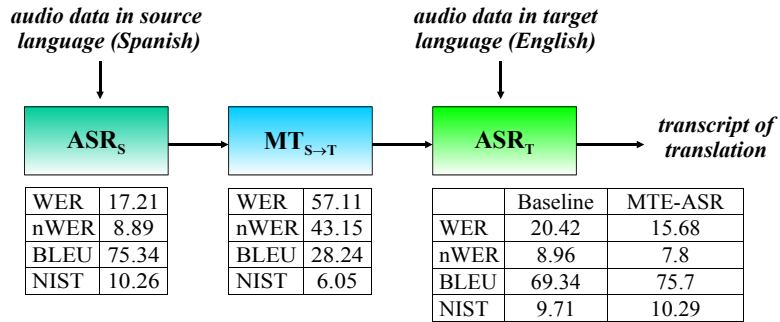 audio data in source
language (Spanish)
audio data in target
language (English)
ASR_S
MT_S→T
ASR_T
transcript of
translation
WER 17.21
nWER 8.89
BLEU 75.34
NIST 10.26
WER 57.11
nWER 43.15
BLEU 28.24
NIST 6.05
Baseline MTE-ASR
WER 20.42 15.68
nWER 8.96 7.8
BLEU 69.34 75.7
NIST 9.71 10.29